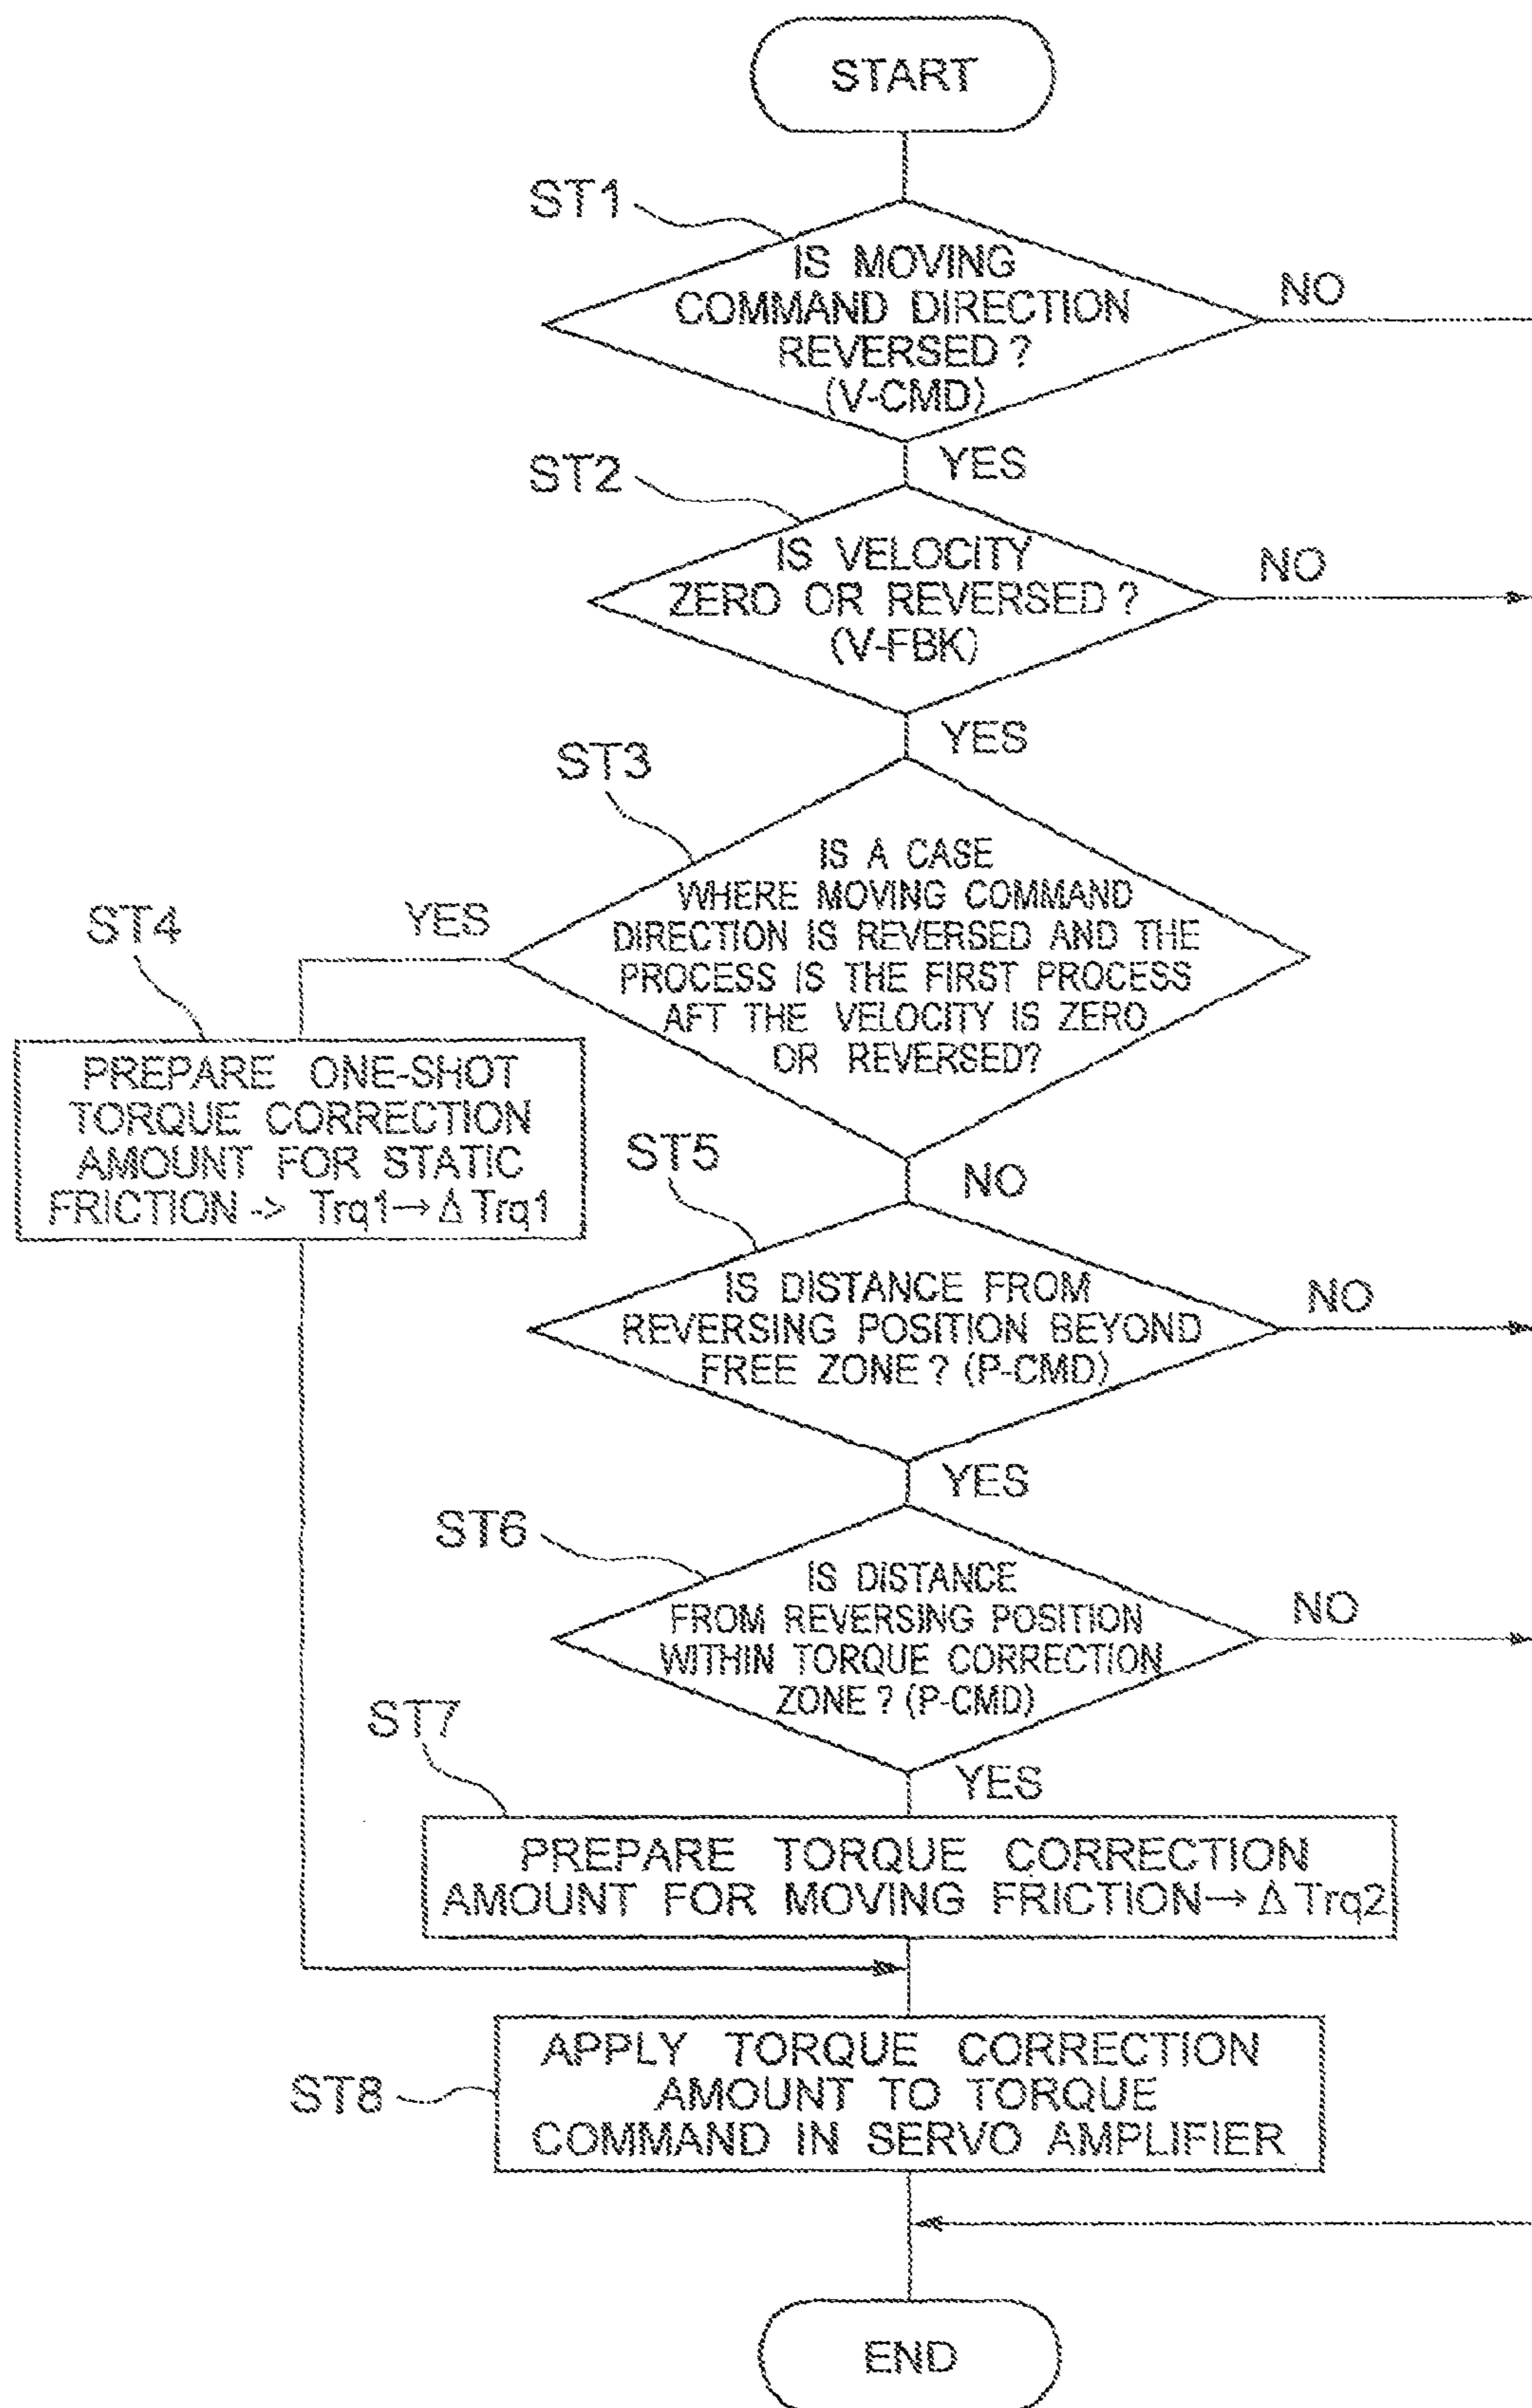 START
ST1
IS MOVING
COMMAND DIRECTION
REVERSED?
(V-CMD)
NO
YES
ST2
IS VELOCITY
ZERO OR REVERSED?
(V-FBK)
NO
YES
ST3
IS A CASE
WHERE MOVING COMMAND
DIRECTION IS REVERSED AND THE
PROCESS IS THE FIRST PROCESS
AFT THE VELOCITY IS ZERO
OR REVERSED?
YES
ST4
PREPARE ONE-SHOT
TORQUE CORRECTION
AMOUNT FOR STATIC
FRICTION -> Trq1→Δ Trq1
NO
ST5
IS DISTANCE FROM
REVERSING POSITION BEYOND
FREE ZONE? (P-CMD)
NO
YES
ST6
IS DISTANCE
FROM REVERSING POSITION
WITHIN TORQUE CORRECTION
ZONE? (P-CMD)
NO
YES
ST7
PREPARE TORQUE CORRECTION
AMOUNT FOR MOVING FRICTION→Δ Trq2
ST8
APPLY TORQUE CORRECTION
AMOUNT TO TORQUE
COMMAND IN SERVO AMPLIFIER
END